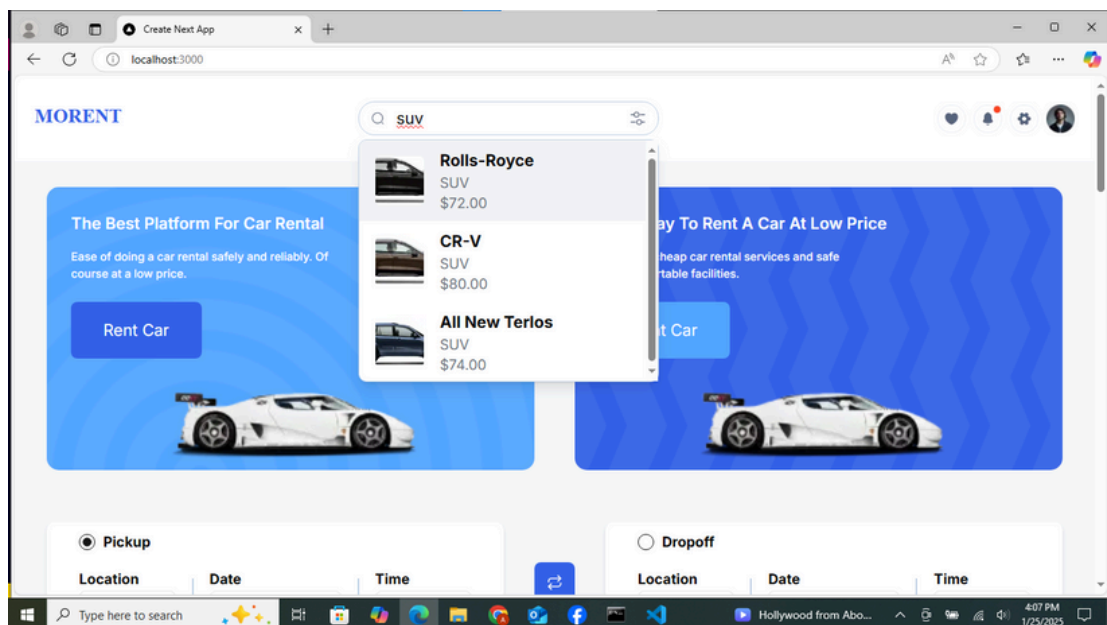 Create Next App
localhost:3000
MORENT
suv
Rolls-Royce
SUV
$72.00
CR-V
SUV
$80.00
All New Terlos
SUV
$74.00
The Best Platform For Car Rental
Ease of doing a car rental safely and reliably. Of
course at a low price.
Rent Car
To Rent A Car At Low Price
cheap car rental services and safe
facilities.
Car
Pickup
Location Date Time
Dropoff
Location Date Time
Type here to search
Hollywood from Abo...
4:07 PM
1/25/2025